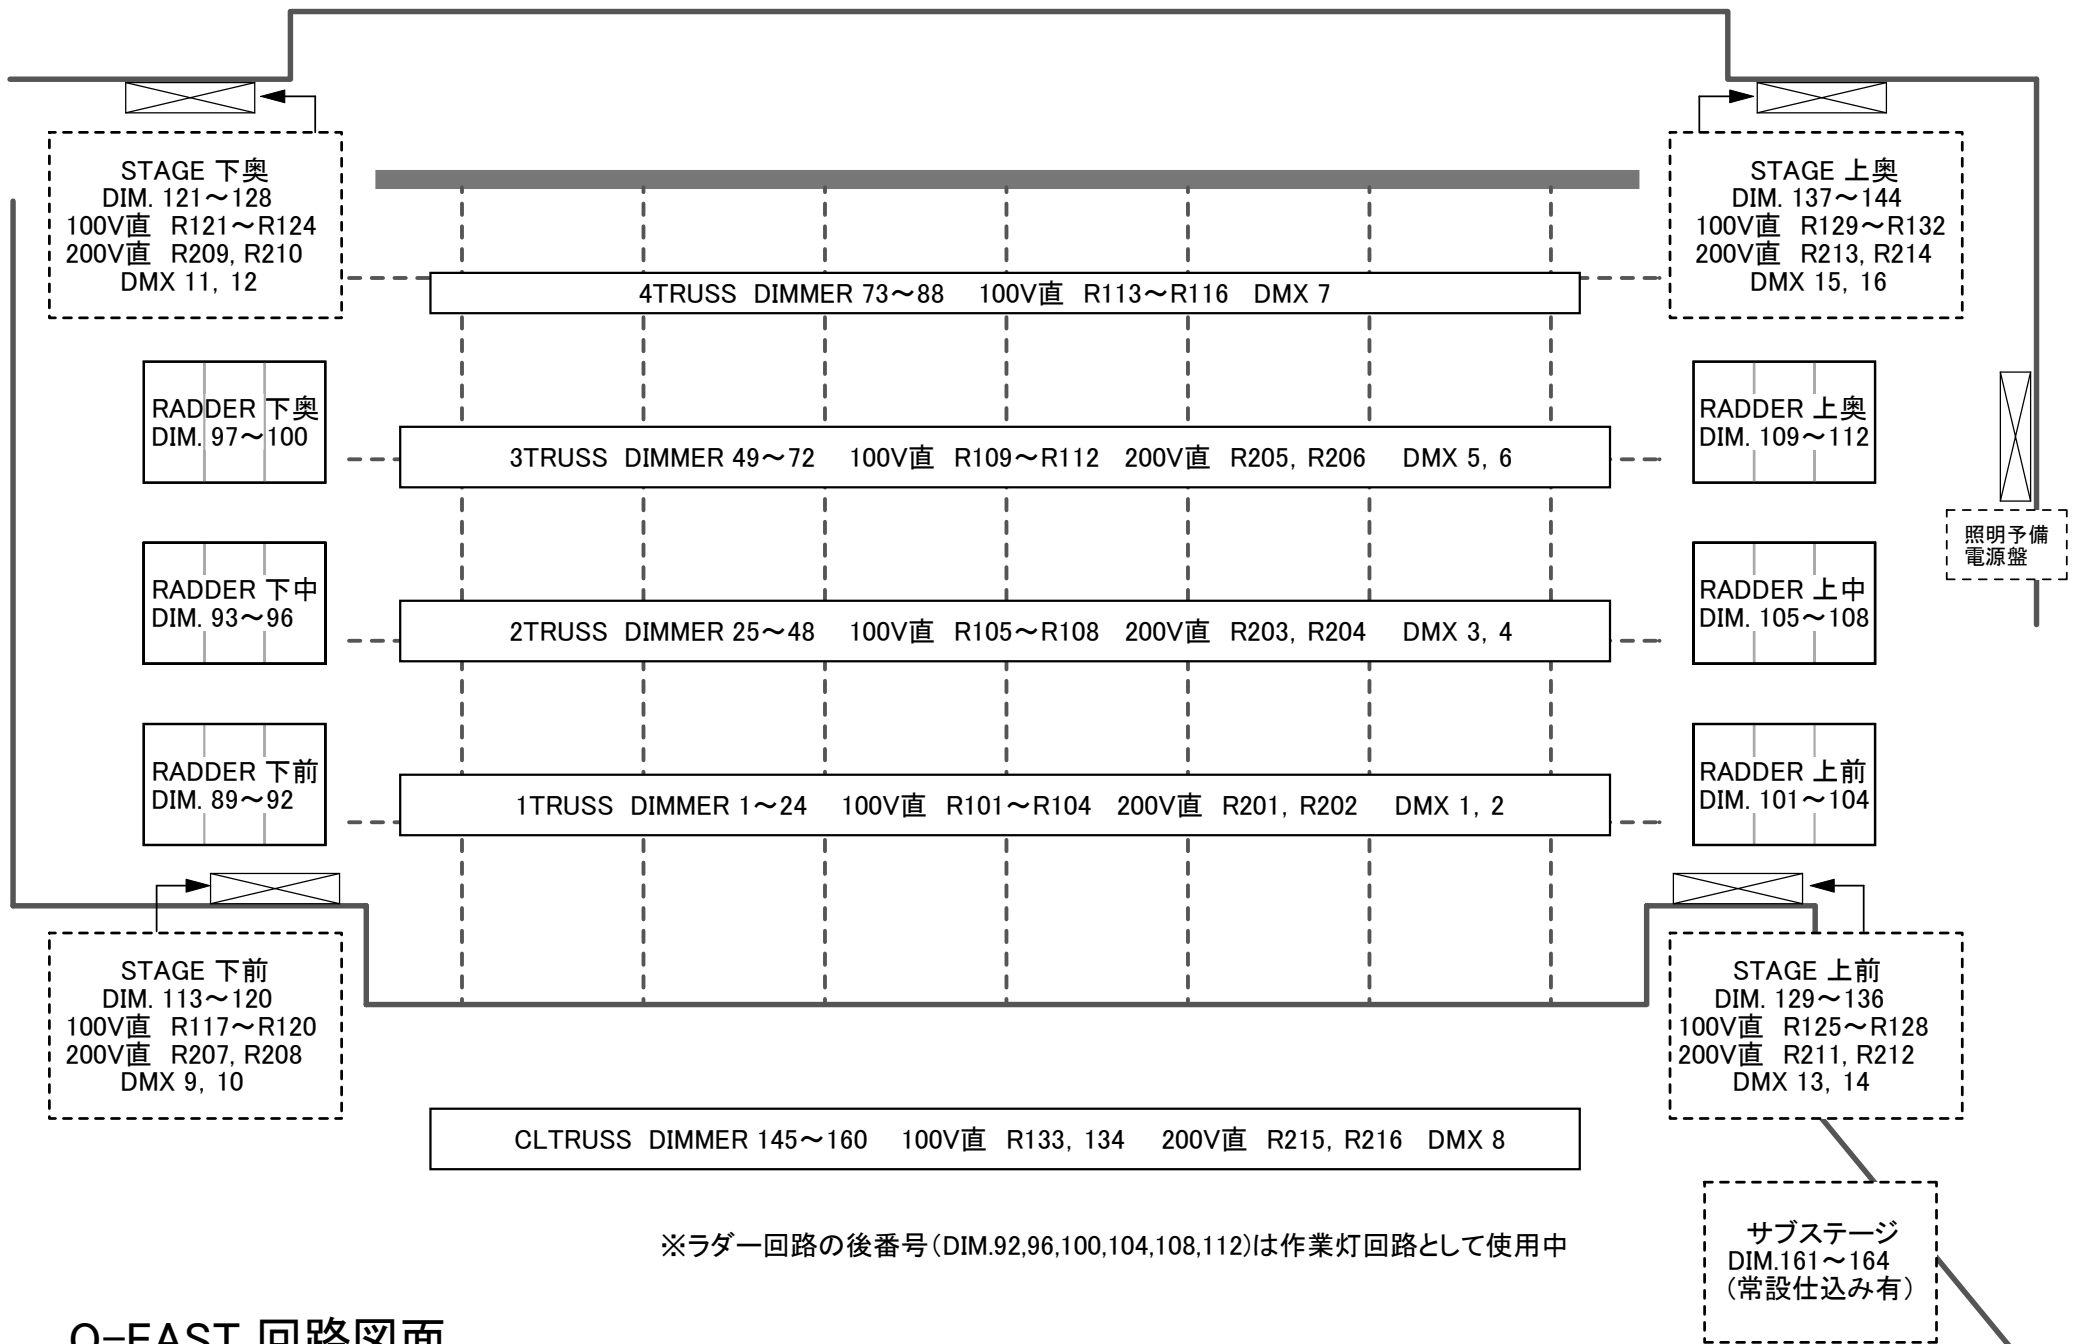 STAGE 下奥
DIM. 121～128
100V直 R121～R124
200V直 R209, R210
DMX 11, 12
STAGE 上奥
DIM. 137～144
100V直 R129～R132
200V直 R213, R214
DMX 15, 16
4TRUSS DIMMER 73～88 100V直 R113～R116 DMX 7
RADDER 下奥
DIM. 97～100
RADDER 上奥
DIM. 109～112
3TRUSS DIMMER 49～72 100V直 R109～R112 200V直 R205, R206 DMX 5, 6
照明予備
電源盤
RADDER 下中
DIM. 93～96
RADDER 上中
DIM. 105～108
2TRUSS DIMMER 25～48 100V直 R105～R108 200V直 R203, R204 DMX 3, 4
RADDER 下前
DIM. 89～92
RADDER 上前
DIM. 101～104
1TRUSS DIMMER 1～24 100V直 R101～R104 200V直 R201, R202 DMX 1, 2
STAGE 下前
DIM. 113～120
100V直 R117～R120
200V直 R207, R208
DMX 9, 10
STAGE 上前
DIM. 129～136
100V直 R125～R128
200V直 R211, R212
DMX 13, 14
CLTRUSS DIMMER 145～160 100V直 R133, 134 200V直 R215, R216 DMX 8
※ラダー回路の後番号(DIM.92,96,100,104,108,112)は作業灯回路として使用中
サブステージ
DIM.161～164
（常設仕込み有）
O-EAST 回路図面